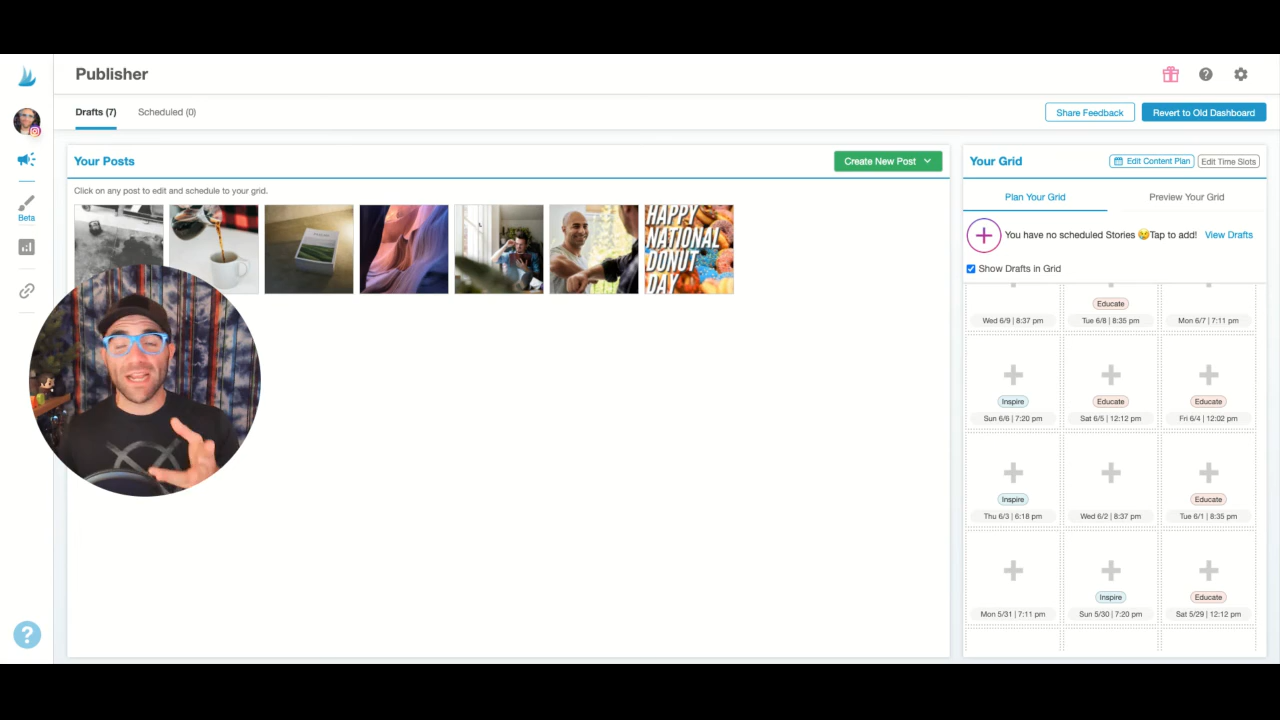 Publisher
Drafts (7) Scheduled (0)
Share Feedback Revert to Old Dashboard
Beta
Your Posts
Create New Post
Click on any post to edit and schedule to your grid.
HAPPY
NATIONAL
DONUT
DAY
Your Grid Edit Content Plan Edit Time Slots
Plan Your Grid Preview Your Grid
You have no scheduled Stories 😢Tap to add! View Drafts
Show Drafts in Grid
Educate
Wed 6/9 | 8:37 pm Tue 6/8 | 8:35 pm Mon 6/7 | 7:11 pm
Inspire Educate Educate
Sun 6/6 | 7:20 pm Sat 6/5 | 12:12 pm Fri 6/4 | 12:02 pm
Inspire Educate
Thu 6/3 | 6:18 pm Wed 6/2 | 8:37 pm Tue 6/1 | 8:35 pm
Inspire Educate
Mon 5/31 | 7:11 pm Sun 5/30 | 7:20 pm Sat 5/29 | 12:12 pm
?